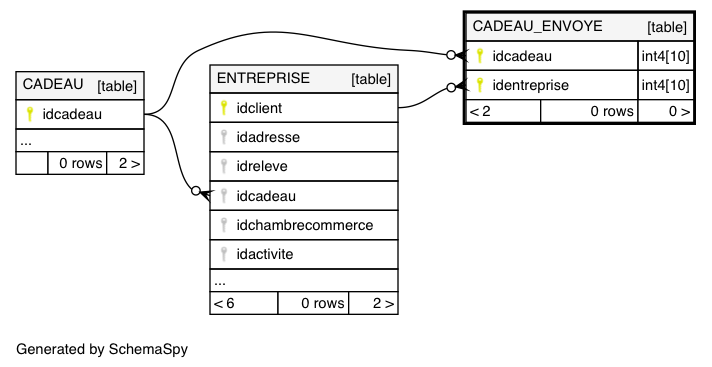 CADEAU [table]
idcadeau
...
0 rows 2 >
ENTREPRISE [table]
idclient
idadresse
idreleve
idcadeau
idchambrecommerce
idactivite
...
< 6 0 rows 2 >
CADEAU_ENVOYE [table]
idcadeau int4[10]
identreprise int4[10]
< 2 0 rows 0 >
Generated by SchemaSpy